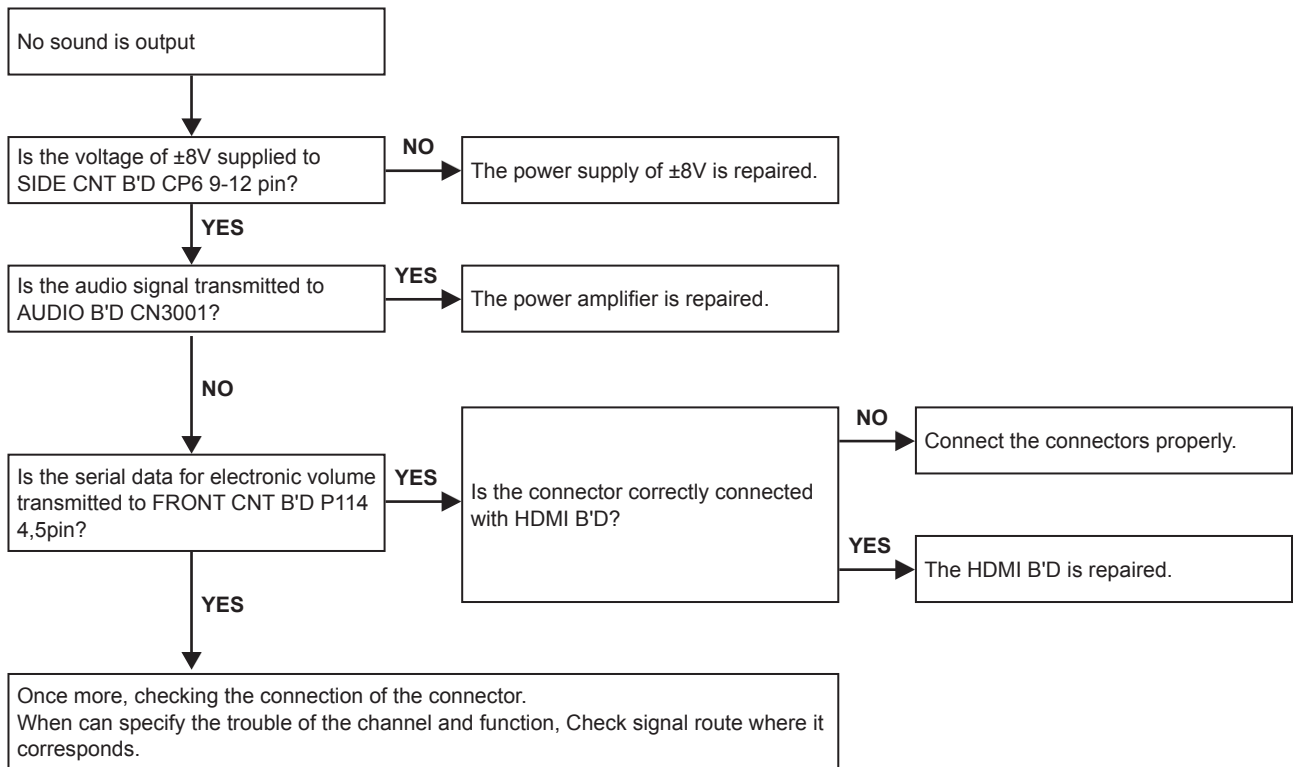 No sound is output
Is the voltage of ±8V supplied to
SIDE CNT B'D CP6 9-12 pin?
NO
The power supply of ±8V is repaired.
YES
Is the audio signal transmitted to
AUDIO B'D CN3001?
YES
The power amplifier is repaired.
NO
Is the serial data for electronic volume
transmitted to FRONT CNT B'D P114
4,5pin?
YES
Is the connector correctly connected
with HDMI B'D?
NO
Connect the connectors properly.
YES
The HDMI B'D is repaired.
YES
Once more, checking the connection of the connector.
When can specify the trouble of the channel and function, Check signal route where it
corresponds.